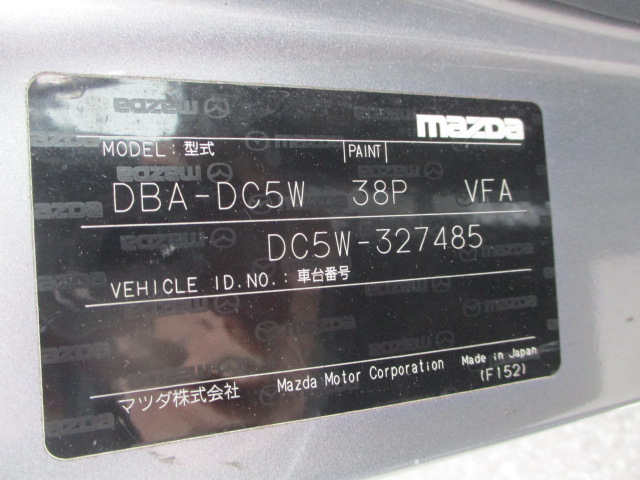 mazda
MODEL: 型式 PAINT
DBA-DC5W 38P VFA
DC5W-327485
VEHICLE ID.NO.: 車台番号
マツダ株式会社 Mazda Motor Corporation Made in Japan
(F152)